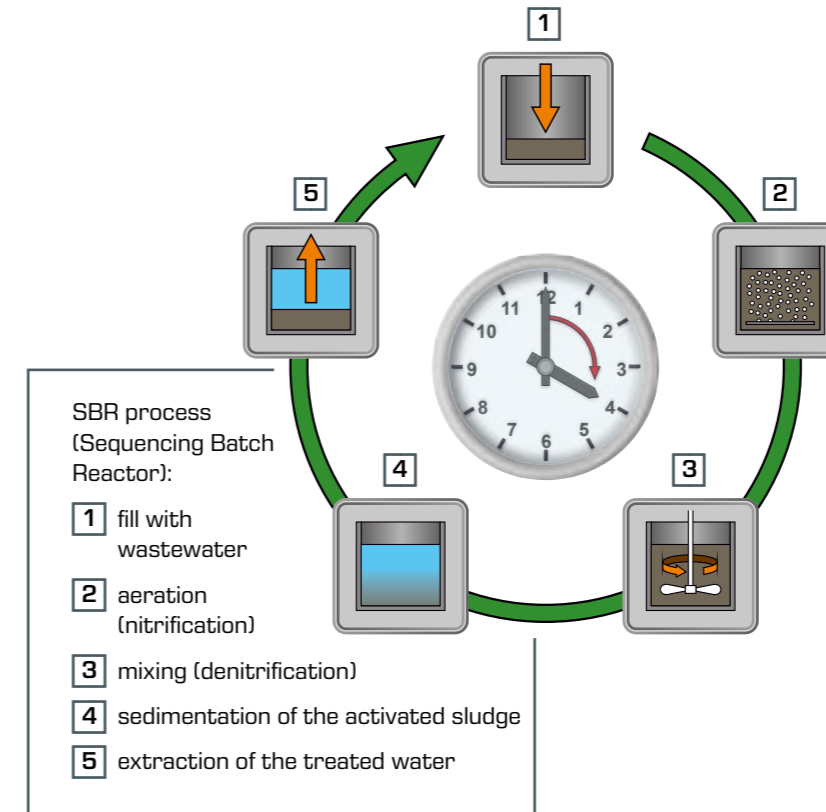 1
5
2
12
1
2
3
4
5
6
7
8
9
10
11
4
3
SBR process
(Sequencing Batch
Reactor):
1 fill with
wastewater
2 aeration
(nitrification)
3 mixing (denitrification)
4 sedimentation of the activated sludge
5 extraction of the treated water